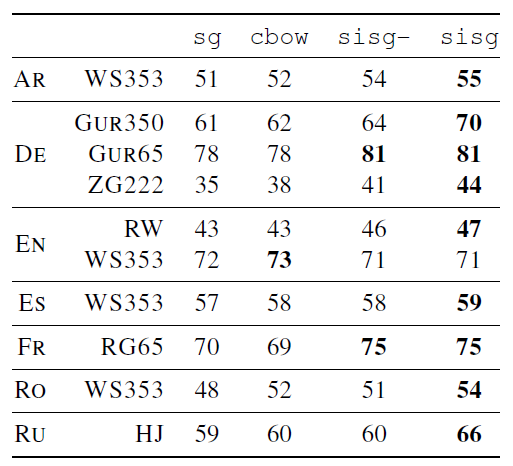 sg cbow sisg- sisg
AR WS353 51 52 54 55
GUR350 61 62 64 70
DE GUR65 78 78 81 81
ZG222 35 38 41 44
EN RW 43 43 46 47
WS353 72 73 71 71
ES WS353 57 58 58 59
FR RG65 70 69 75 75
RO WS353 48 52 51 54
RU HJ 59 60 60 66